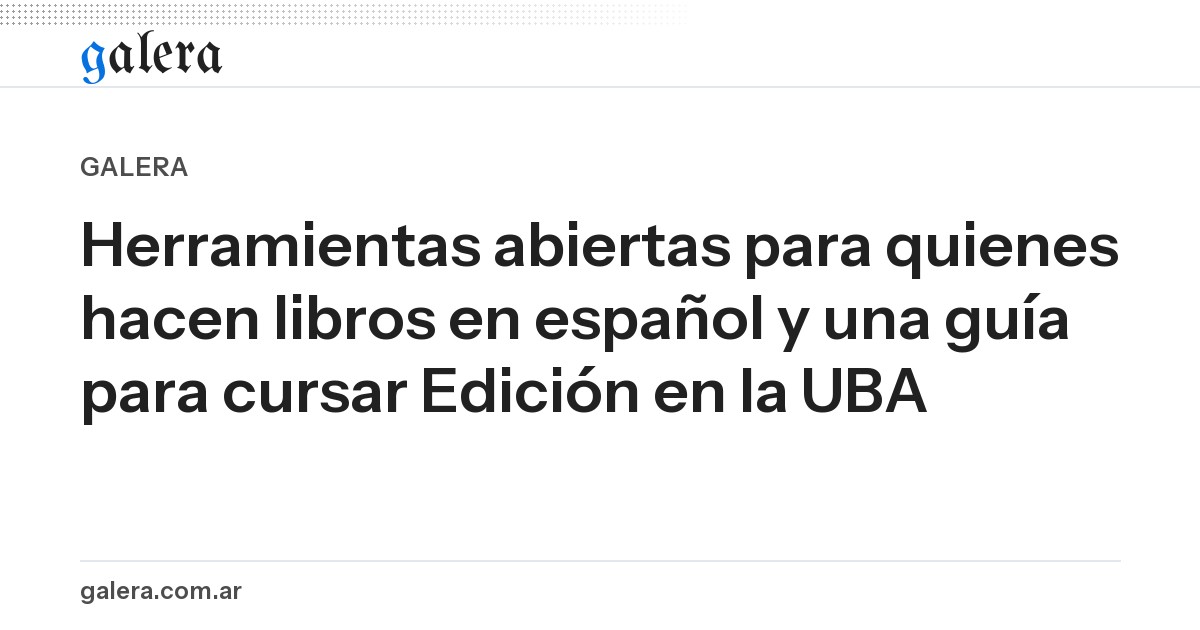 galera
GALERA
Herramientas abiertas para quienes
hacen libros en español y una guía
para cursar Edición en la UBA
galera.com.ar